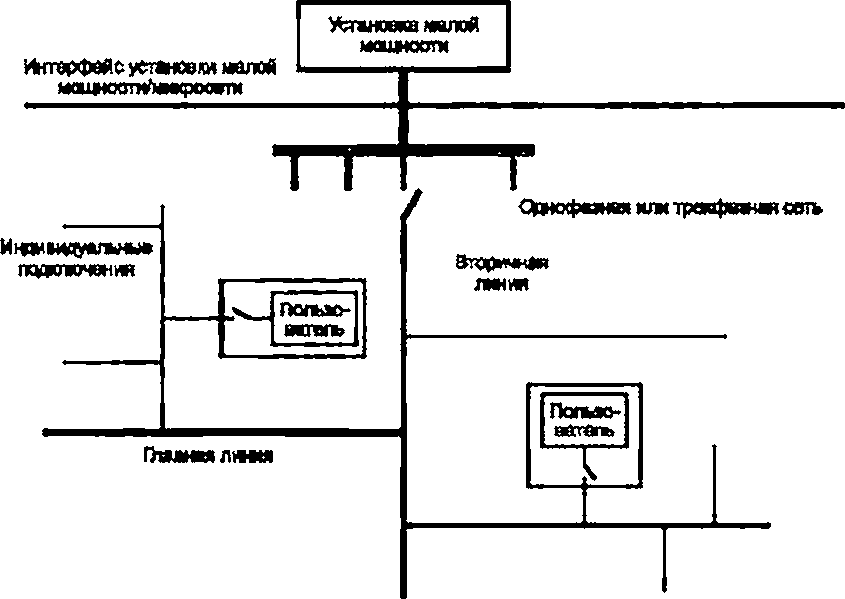 Установка малой
мощности
Интерфейс установки малой
мощности/микросети
Однофазная или трехфазная сеть
Индивидуальные
подключения
Вторичная
линия
Пользо-
ватель
Пользо-
ватель
Главная линия